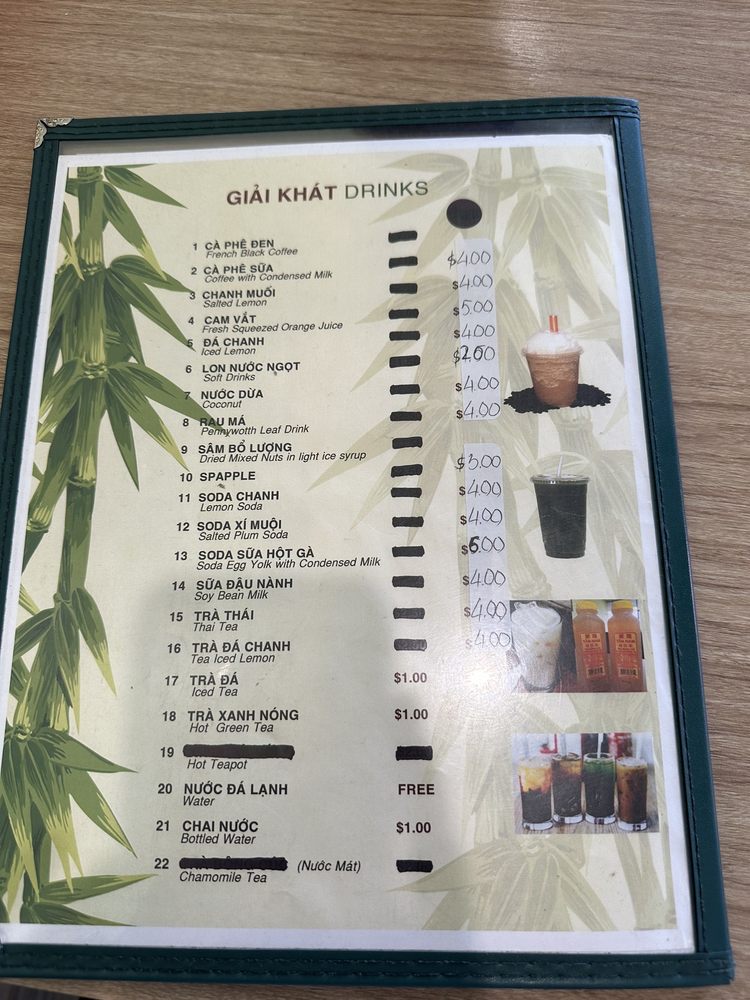 GIẢI KHÁT DRINKS
1 CÀ PHÊ ĐEN
French Black Coffee
2 CÀ PHÊ SỮA
Coffee with Condensed Milk
3 CHANH MUỐI
Salted Lemon
4 CAM VẮT
Fresh Squeezed Orange Juice
5 ĐÁ CHANH
Iced Lemon
6 LON NƯỚC NGỌT
Soft Drinks
7 NƯỚC DỪA
Coconut
8 RAU MÁ
Pennywotth Leaf Drink
9 SÂM BỔ LƯỢNG
Dried Mixed Nuts in light ice syrup
10 SPAPPLE
11 SODA CHANH
Lemon Soda
12 SODA XÍ MUỘI
Salted Plum Soda
13 SODA SỮA HỘT GÀ
Soda Egg Yolk with Condensed Milk
14 SỮA ĐẬU NÀNH
Soy Bean Milk
15 TRÀ THÁI
Thai Tea
16 TRÀ ĐÁ CHANH
Tea Iced Lemon
17 TRÀ ĐÁ $1.00
Iced Tea
18 TRÀ XANH NÓNG $1.00
Hot Green Tea
19
Hot Teapot
20 NƯỚC ĐÁ LẠNH FREE
Water
21 CHAI NƯỚC $1.00
Bottled Water
22 (Nước Mát)
Chamomile Tea
$4.00
$4.00
$5.00
$4.00
$4.00
$4.00
$4.00
$4.00
$6.00
$4.00
$4.00
$4.00